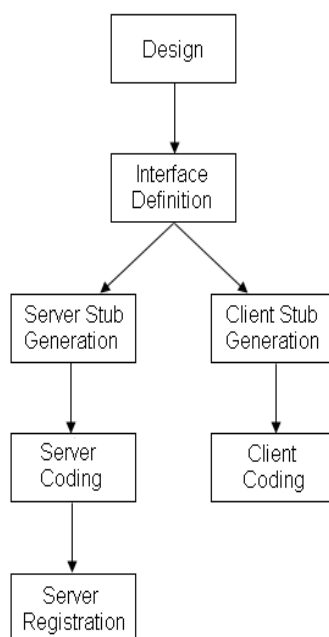 Design
Interface
Definition
Server Stub
Generation
Client Stub
Generation
Server
Coding
Client
Coding
Server
Registration